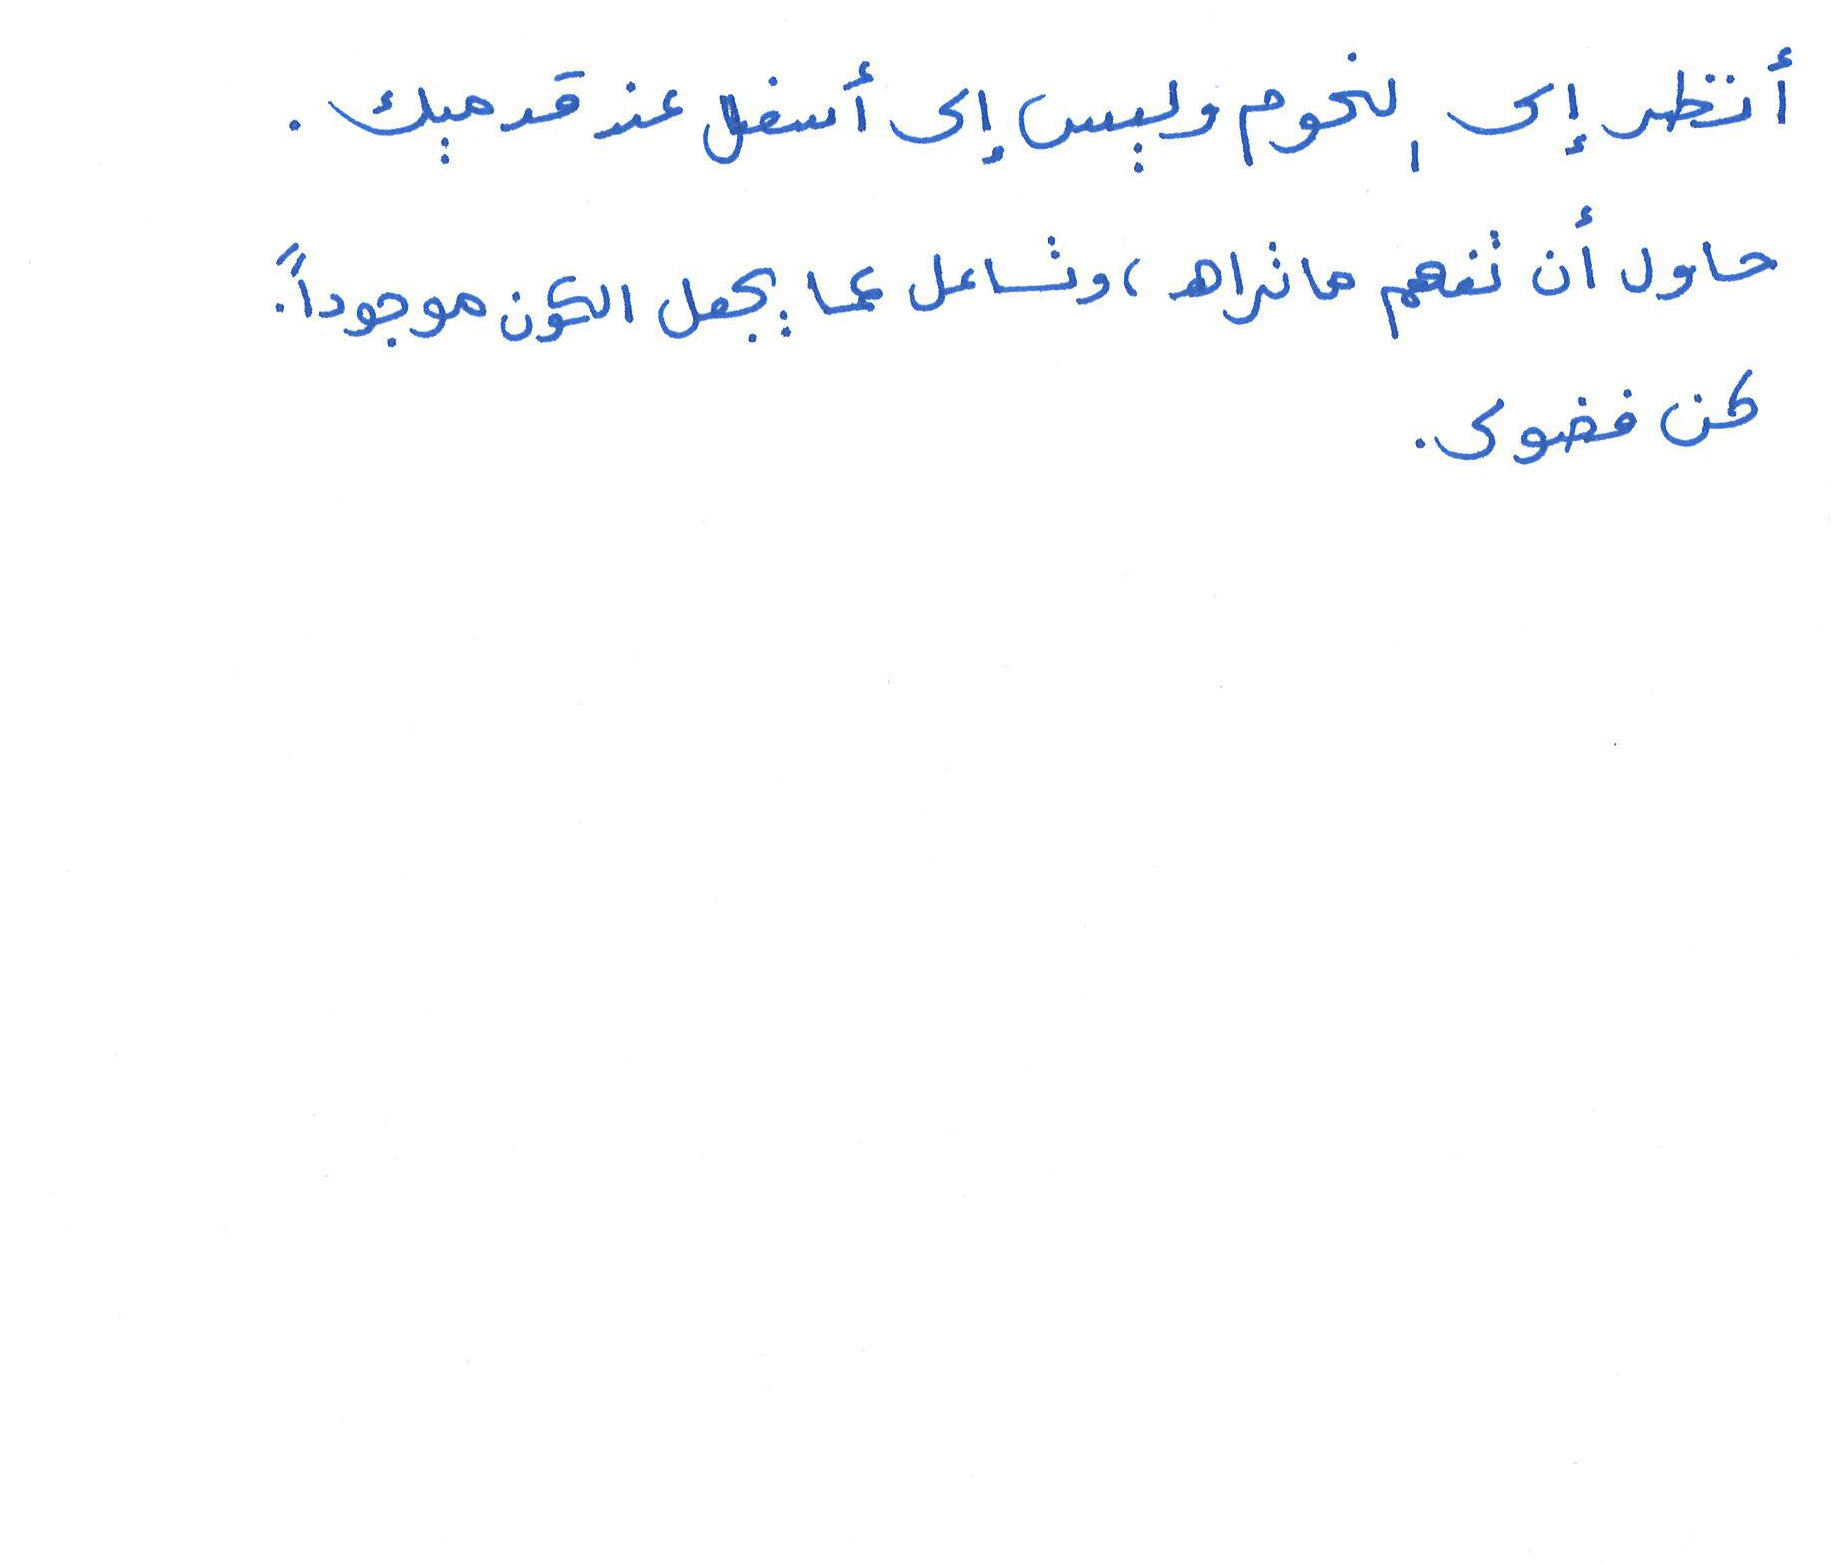 أنظر إلى النجوم وليس إلى أسفل عند قدميك .
حاول أن تفهم ما تراه ، وتساءل عما يجعل الكون موجوداً .
كن فضولى .